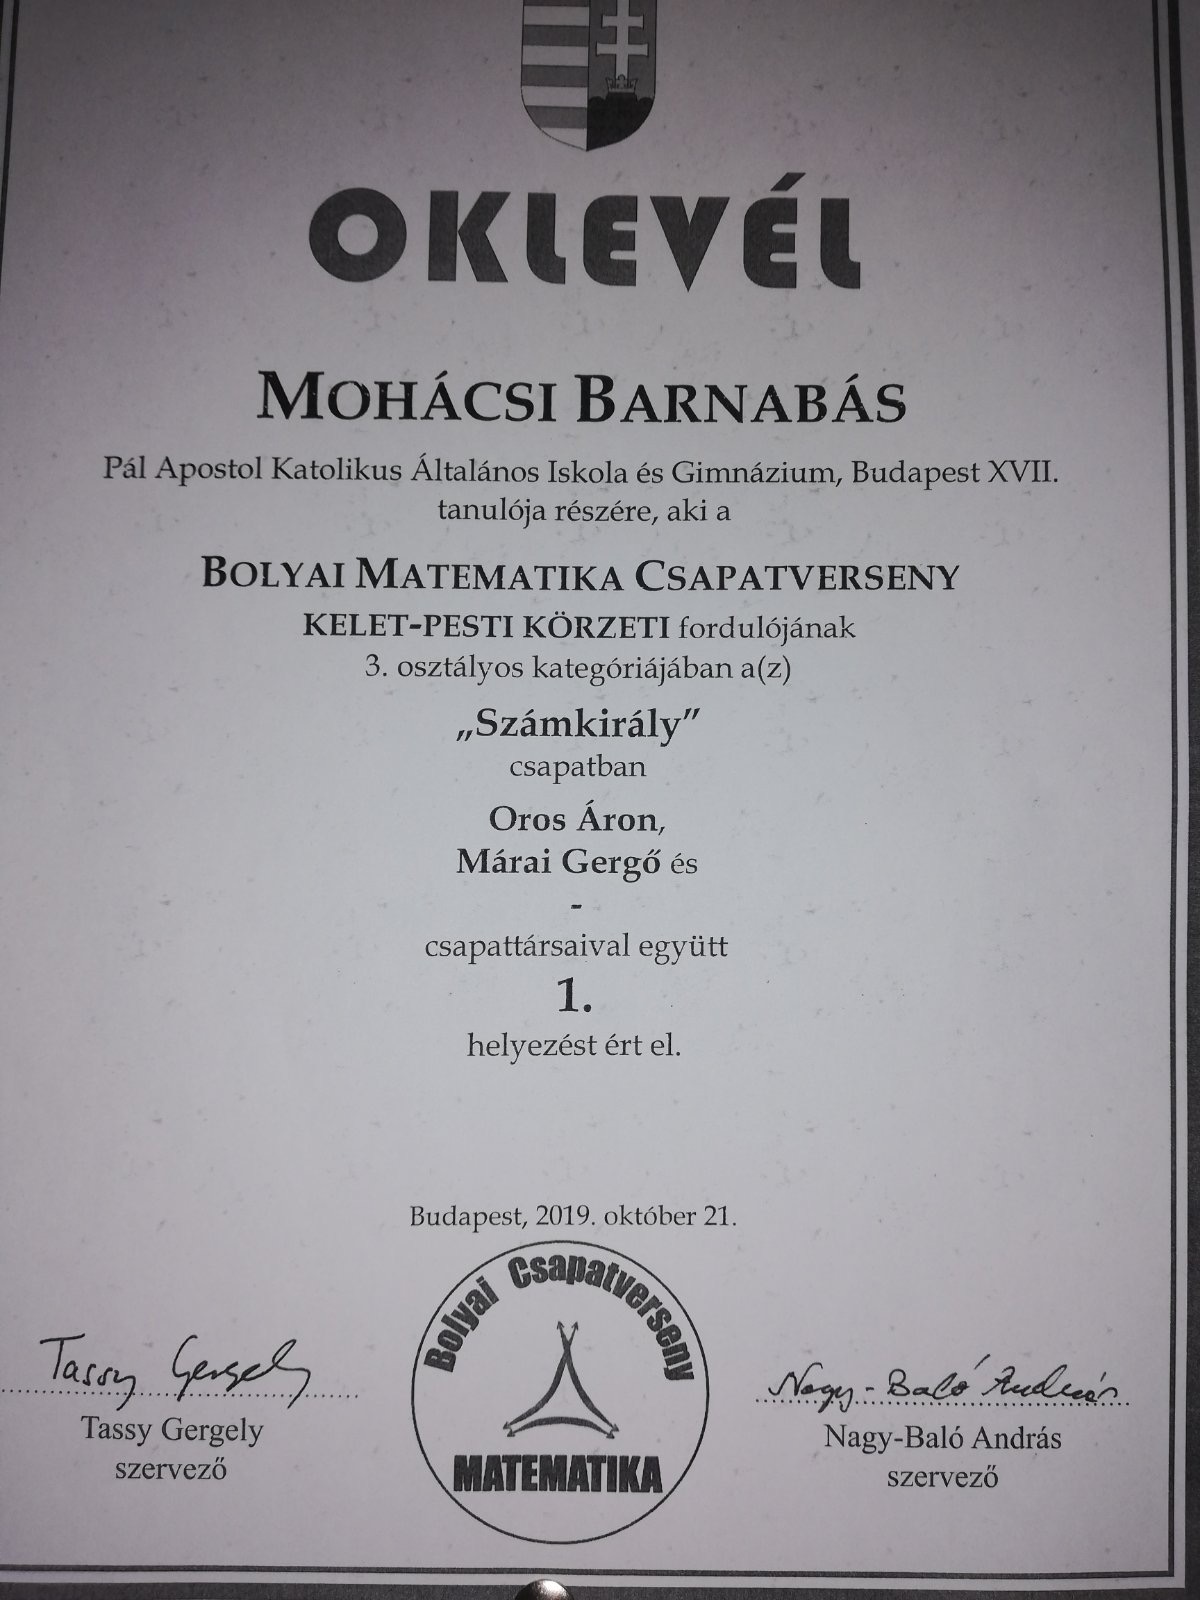 OKLEVÉL
MOHÁCSI BARNABÁS
Pál Apostol Katolikus Általános Iskola és Gimnázium, Budapest XVII.
tanulója részére, aki a
BOLYAI MATEMATIKA CSAPATVERSENY
KELET-PESTI KÖRZETI fordulójának
3. osztályos kategóriájában a(z)
„Számkirály”
csapatban
Oros Áron,
Márai Gergő és
-
csapattársaival együtt
1.
helyezést ért el.
Budapest, 2019. október 21.
Bolyai Csapatverseny
MATEMATIKA
Tassy Gergely
Tassy Gergely
szervező
Nagy-Baló András
Nagy-Baló András
szervező